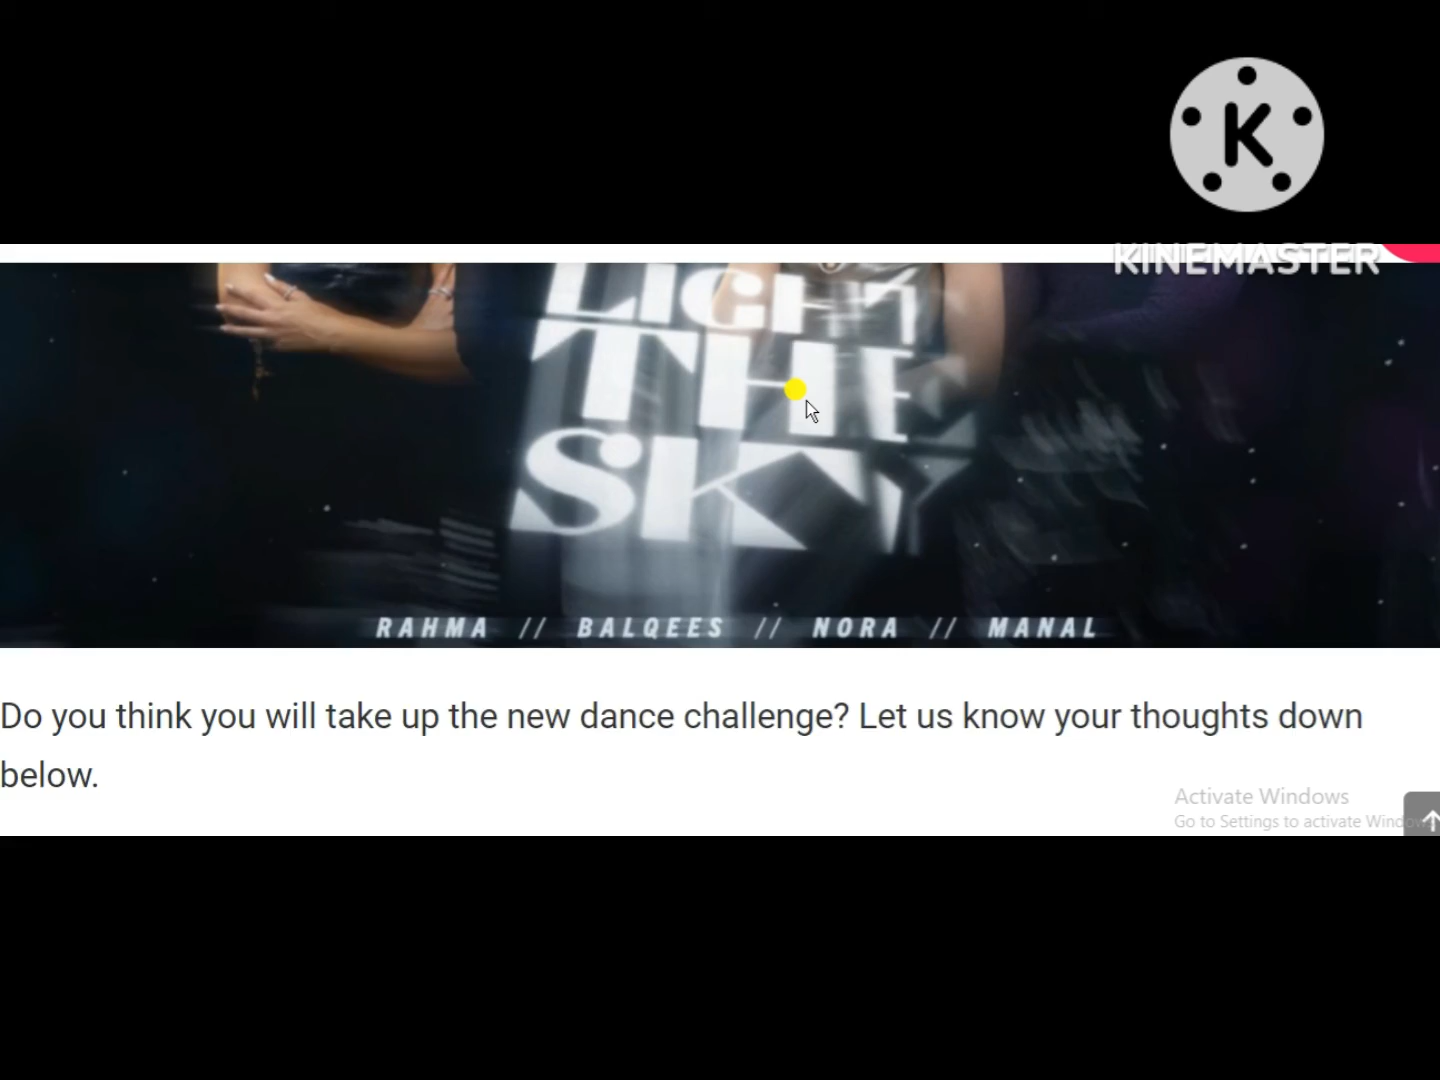 K
KINEMASTER
LIGHT
THE
SKY
RAHMA // BALQEES // NORA // MANAL
Do you think you will take up the new dance challenge? Let us know your thoughts down
below.
Activate Windows
Go to Settings to activate Windows